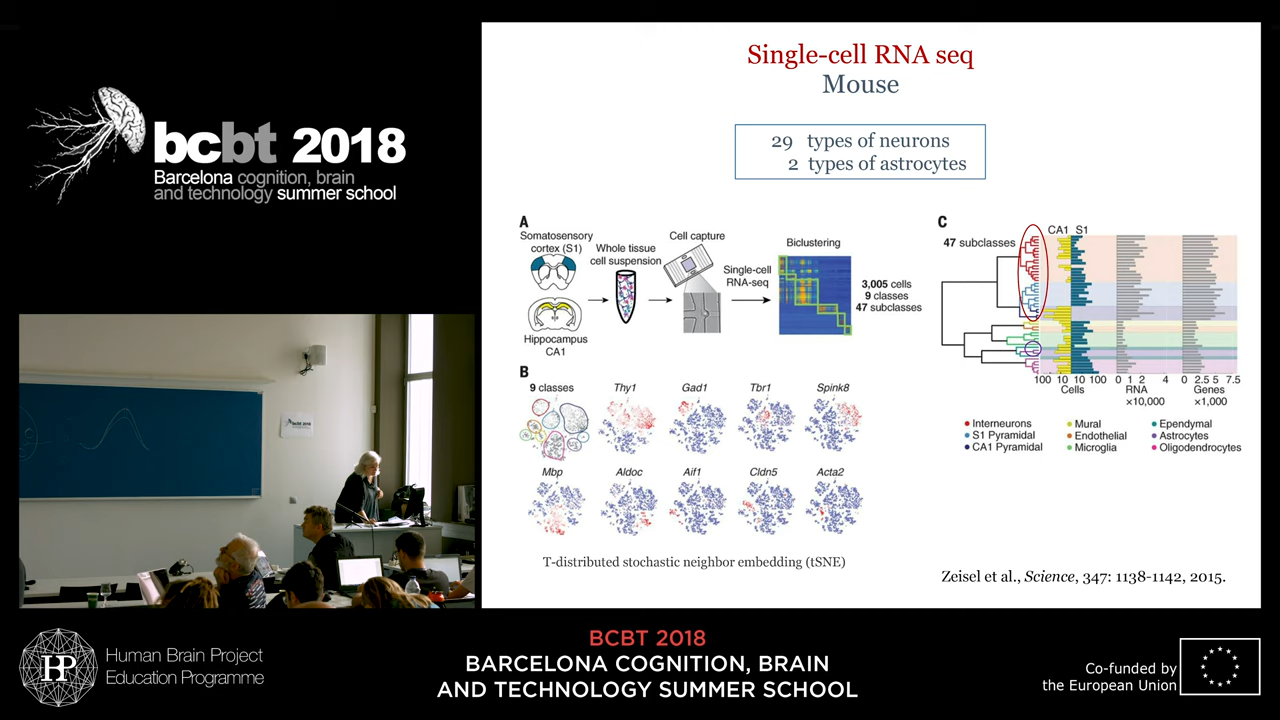 bcbt 2018
Barcelona cognition, brain
and technology summer school
Single-cell RNA seq
Mouse
29 types of neurons
2 types of astrocytes
A
Somatosensory
cortex (S1)
Whole tissue
cell suspension
Cell capture
Single-cell
RNA-seq
Biclustering
3,005 cells
9 classes
47 subclasses
Hippocampus
CA1
B
9 classes
Thy1
Gad1
Tbr1
Spink8
Mbp
Aldoc
Aif1
Cldn5
Acta2
T-distributed stochastic neighbor embedding (tSNE)
C
47 subclasses
CA1 S1
100 10 10 100
Cells
0 1 2 4
RNA
×10,000
0 2.5 5 7.5
Genes
×1,000
Interneurons
S1 Pyramidal
CA1 Pyramidal
Mural
Endothelial
Microglia
Ependymal
Astrocytes
Oligodendrocytes
Zeisel et al., Science, 347: 1138-1142, 2015.
bcbt 2018
HP
Human Brain Project
Education Programme
BCBT 2018
BARCELONA COGNITION, BRAIN
AND TECHNOLOGY SUMMER SCHOOL
Co-funded by
the European Union